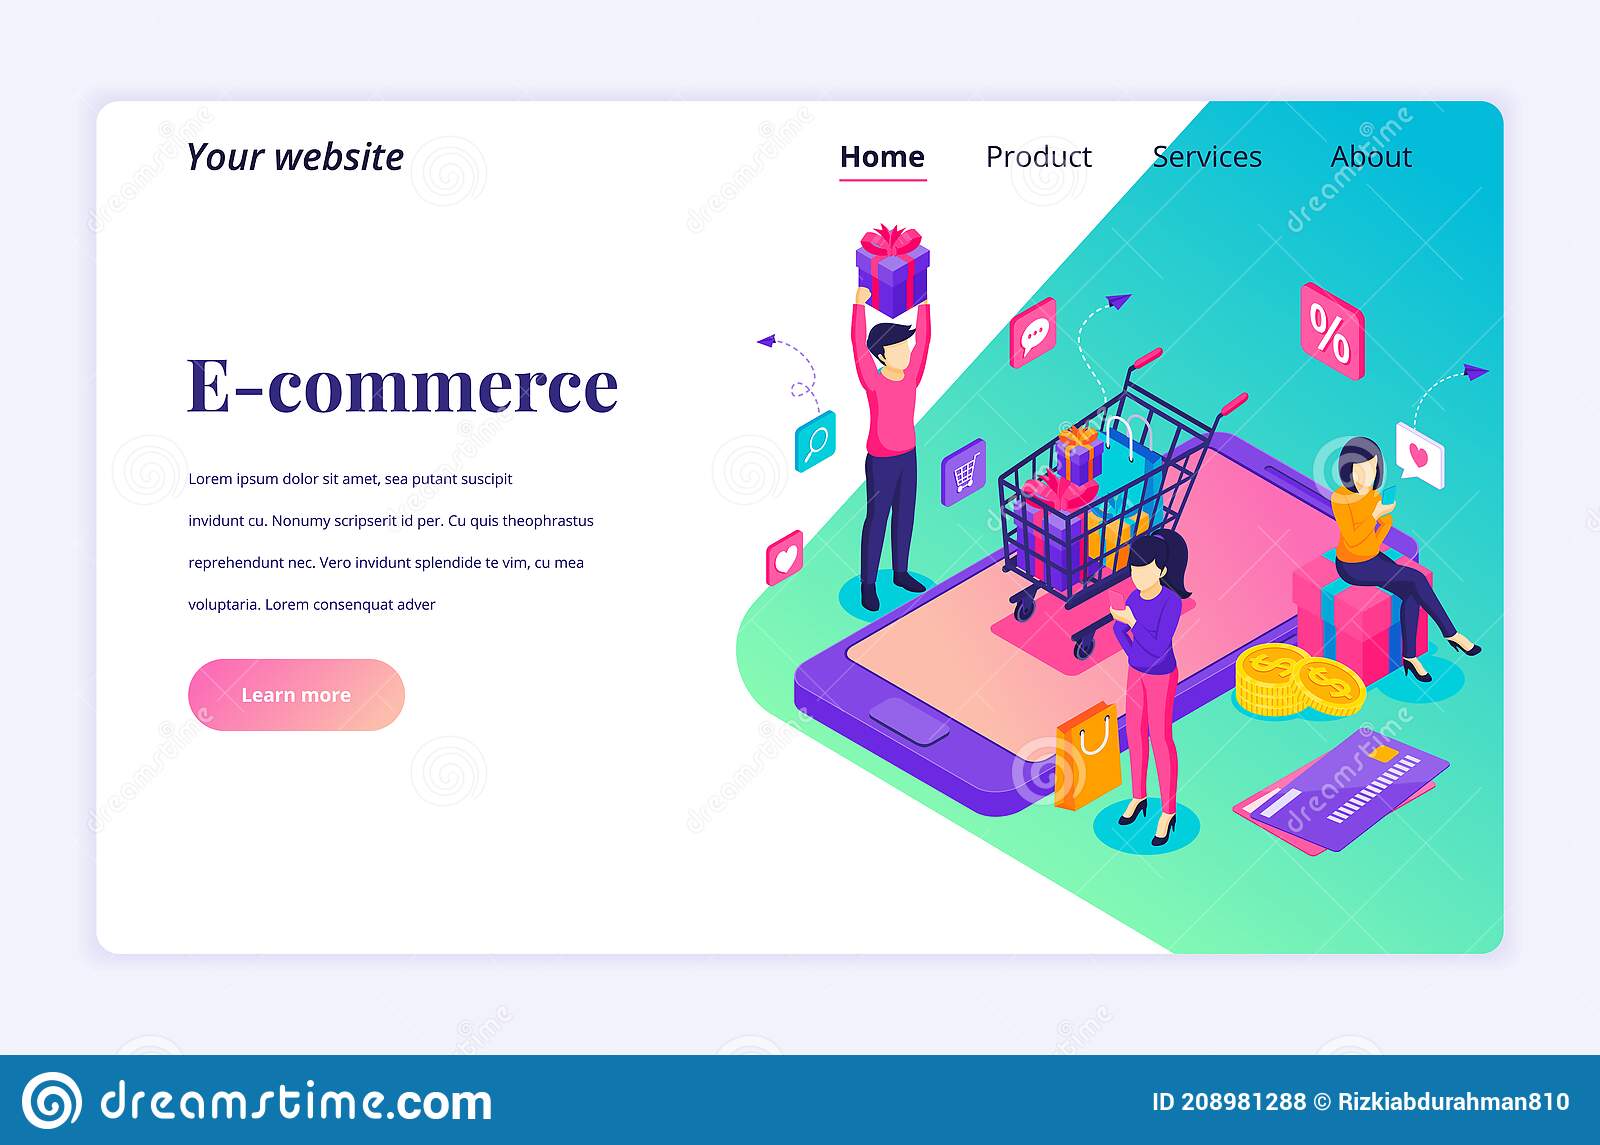 Your website
Home Product Services About
%
E-commerce
Lorem ipsum dolor sit amet, sea putant suscipit
invidunt cu. Nonumy scripserit id per. Cu quis theophrastus
reprehendunt nec. Vero invidunt splendide te vim, cu mea
voluptaria. Lorem consenquat adver
Learn more
dreamstime.com
ID 208981288 © Rizkiabdurahman810